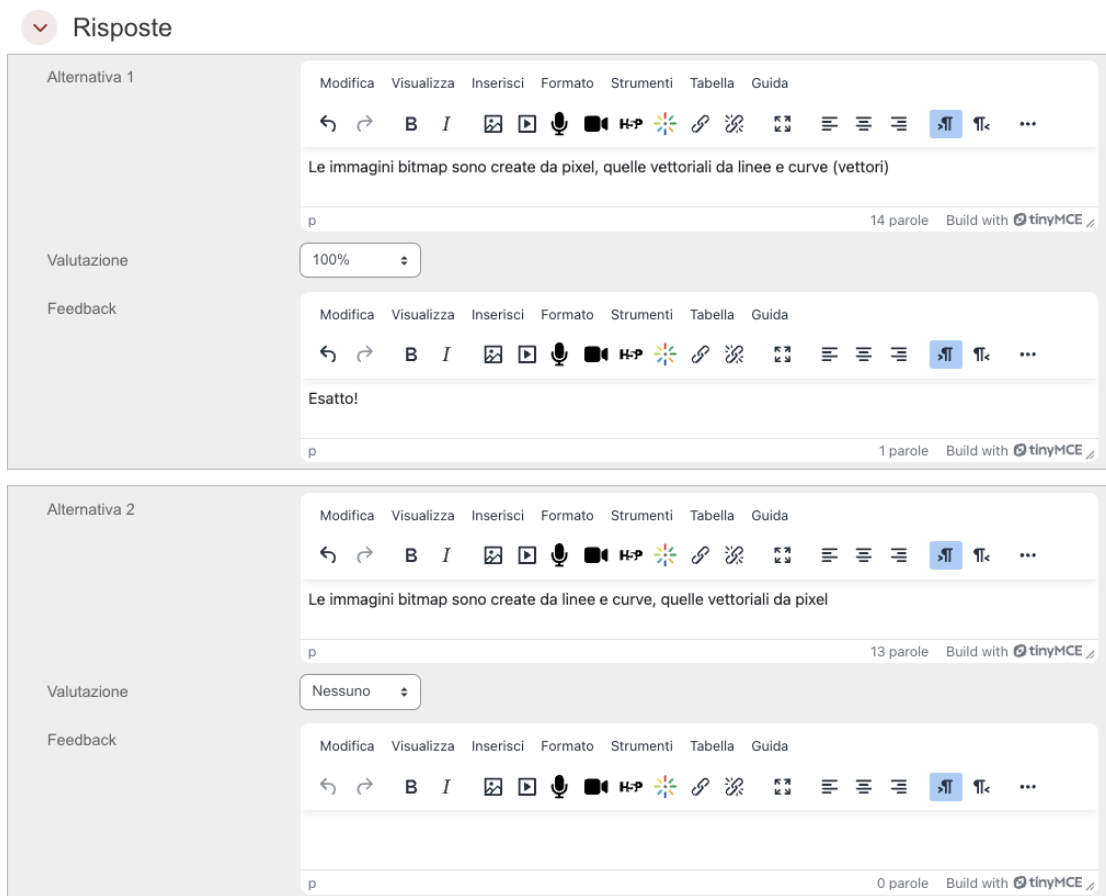 Risposte
Alternativa 1
Modifica Visualizza Inserisci Formato Strumenti Tabella Guida
B I H-P
Le immagini bitmap sono create da pixel, quelle vettoriali da linee e curve (vettori)
p 14 parole Build with tinyMCE
Valutazione 100%
Feedback
Modifica Visualizza Inserisci Formato Strumenti Tabella Guida
B I H-P
Esatto!
p 1 parole Build with tinyMCE
Alternativa 2
Modifica Visualizza Inserisci Formato Strumenti Tabella Guida
B I H-P
Le immagini bitmap sono create da linee e curve, quelle vettoriali da pixel
p 13 parole Build with tinyMCE
Valutazione Nessuno
Feedback
Modifica Visualizza Inserisci Formato Strumenti Tabella Guida
B I H-P
p 0 parole Build with tinyMCE